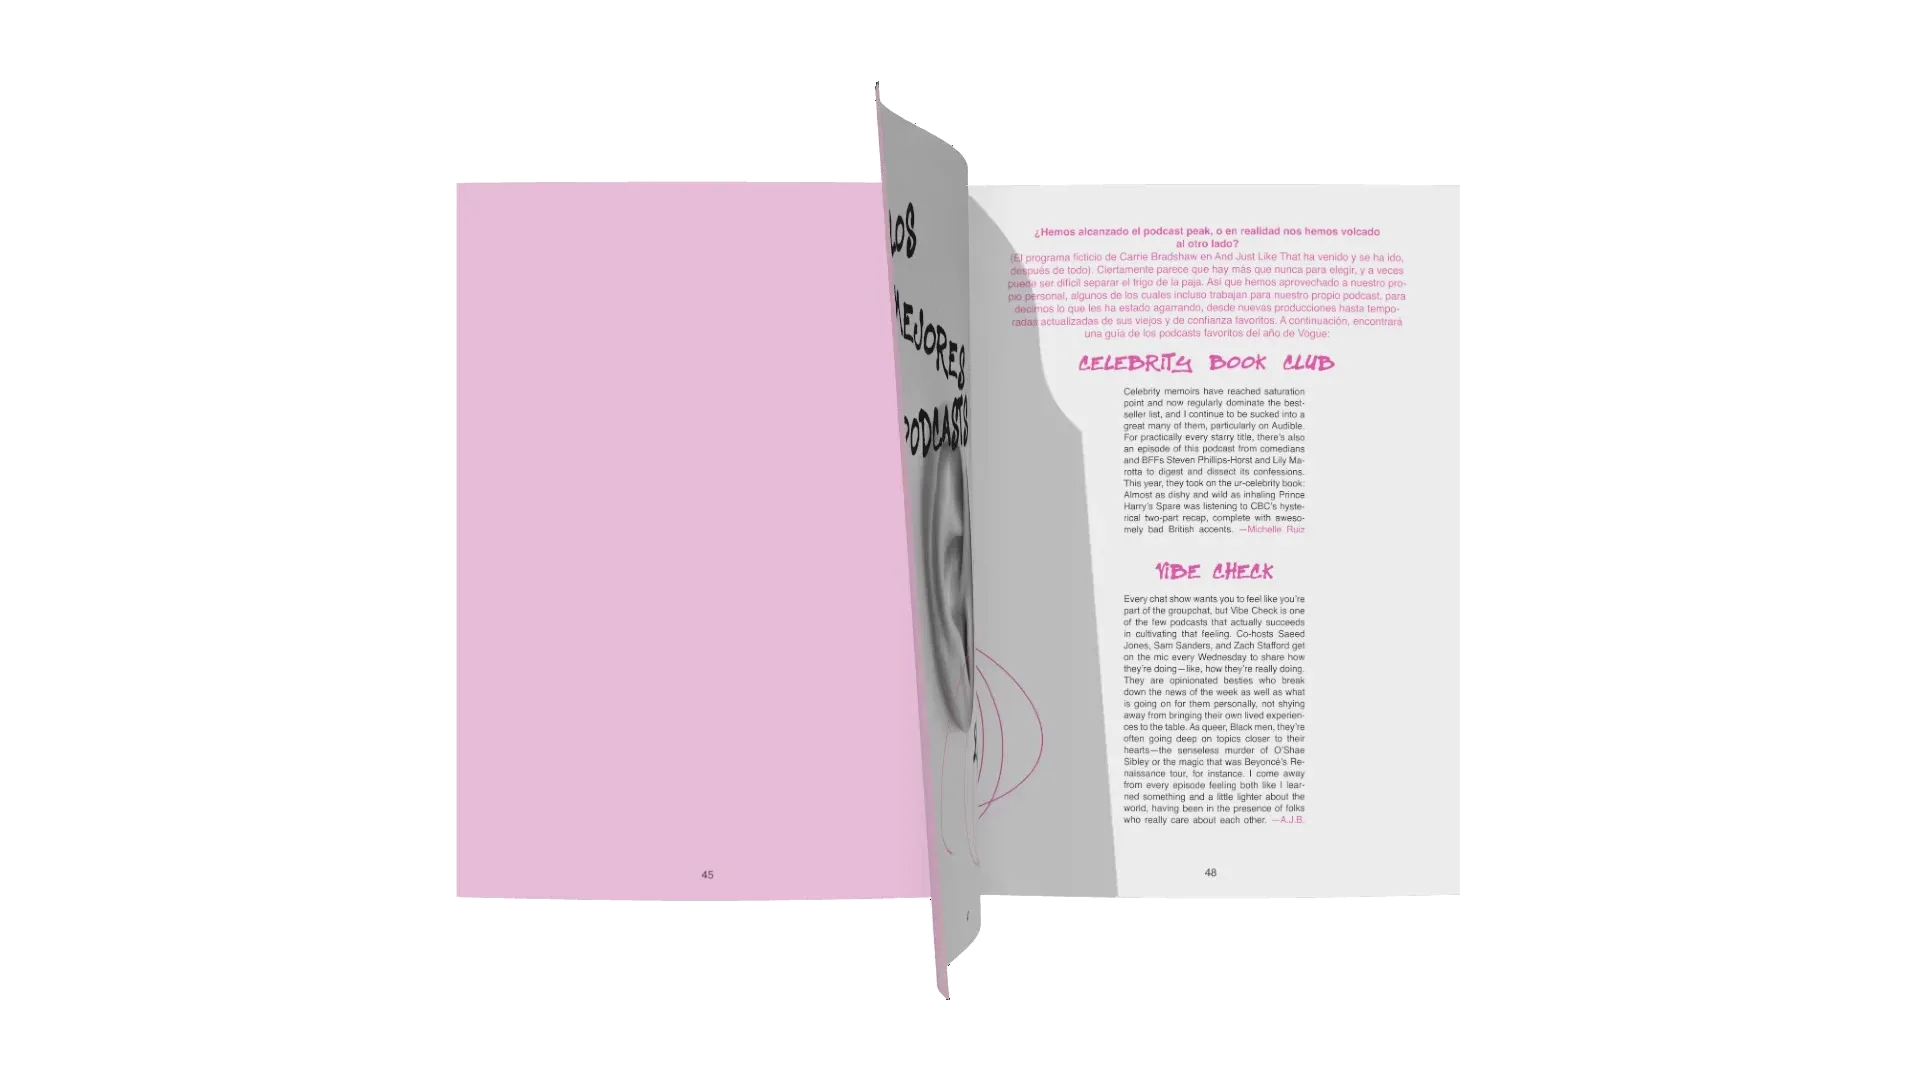 45
LOS
MEJORES
PODCASTS
¿Hemos alcanzado el podcast peak, o en realidad nos hemos volcado
al otro lado?
(El programa ficticio de Carrie Bradshaw en And Just Like That ha venido y se ha ido,
después de todo). Ciertamente parece que hay más que nunca para elegir, y a veces
puede ser difícil separar el trigo de la paja. Así que hemos aprovechado a nuestro pro-
pio personal, algunos de los cuales incluso trabajan para nuestro propio podcast, para
decirnos lo que les ha estado agarrando, desde nuevas producciones hasta tempo-
radas actualizadas de sus viejos y de confianza favoritos. A continuación, encontrará
una guía de los podcasts favoritos del año de Vogue:
CELEBRITY BOOK CLUB
Celebrity memoirs have reached saturation
point and now regularly dominate the best-
seller list, and I continue to be sucked into a
great many of them, particularly on Audible.
For practically every starry title, there's also
an episode of this podcast from comedians
and BFFs Steven Phillips-Horst and Lily Ma-
rotta to digest and dissect its confessions.
This year, they took on the ur-celebrity book:
Almost as dishy and wild as inhaling Prince
Harry's Spare was listening to CBC's hyste-
rical two-part recap, complete with aweso-
mely bad British accents. —Michelle Ruiz
VIBE CHECK
Every chat show wants you to feel like you're
part of the groupchat, but Vibe Check is one
of the few podcasts that actually succeeds
in cultivating that feeling. Co-hosts Saeed
Jones, Sam Sanders, and Zach Stafford get
on the mic every Wednesday to share how
they're doing—like, how they're really doing.
They are opinionated besties who break
down the news of the week as well as what
is going on for them personally, not shying
away from bringing their own lived experien-
ces to the table. As queer, Black men, they're
often going deep on topics closer to their
hearts—the senseless murder of O'Shae
Sibley or the magic that was Beyoncé's Re-
naissance tour, for instance. I come away
from every episode feeling both like I lear-
ned something and a little lighter about the
world, having been in the presence of folks
who really care about each other. —A.J.B.
48